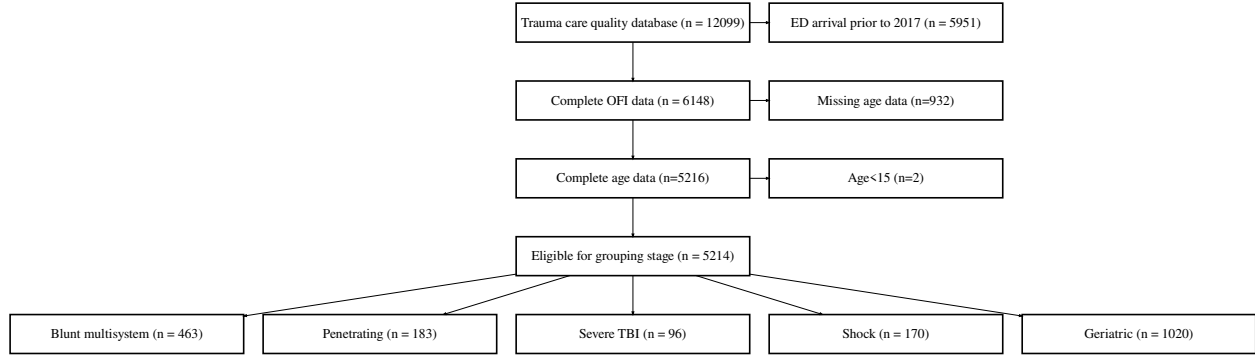 Trauma care quality database (n = 12099)
ED arrival prior to 2017 (n = 5951)
Complete OFI data (n = 6148)
Missing age data (n=932)
Complete age data (n=5216)
Age<15 (n=2)
Eligible for grouping stage (n = 5214)
Blunt multisystem (n = 463)
Penetrating (n = 183)
Severe TBI (n = 96)
Shock (n = 170)
Geriatric (n = 1020)